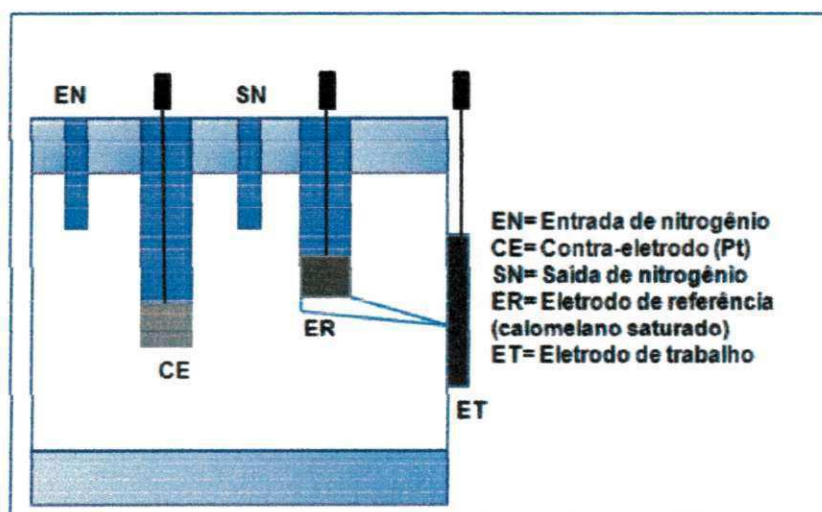 EN
SN
EN= Entrada de nitrogênio
CE= Contra-eletrodo (Pt)
SN= Saída de nitrogênio
ER= Eletrodo de referência
(calomelano saturado)
ET= Eletrodo de trabalho
ER
CE
ET